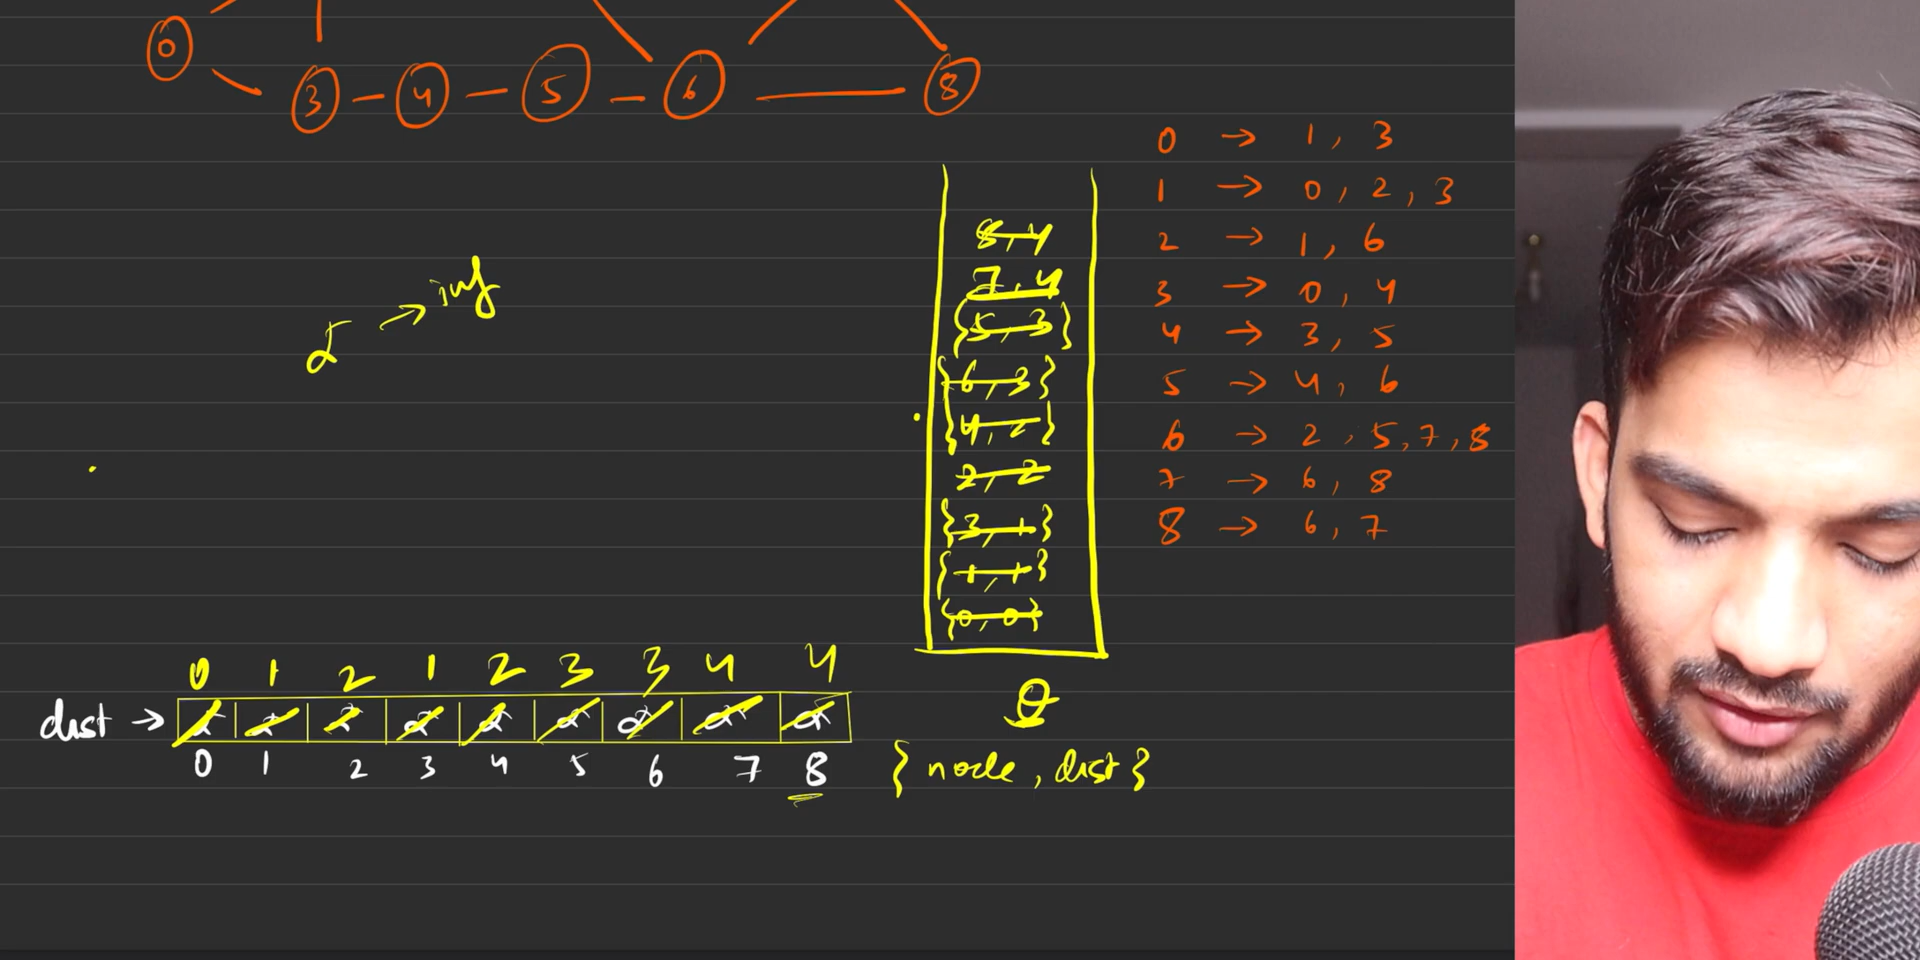 0
3 4 5 6 8
0 → 1, 3
1 → 0, 2, 3
2 → 1, 6
3 → 0, 4
4 → 3, 5
5 → 4, 6
6 → 2, 5, 7, 8
7 → 6, 8
8 → 6, 7
α → inf
8, 4
7, 4
{5, 3}
{6, 3}
{4, 2}
2, 2
{3, 1}
{1, 1}
{0, 0}
Q
{node, dist}
0 1 2 1 2 3 3 4 4
dist → α α α α α α α α α
0 1 2 3 4 5 6 7 8